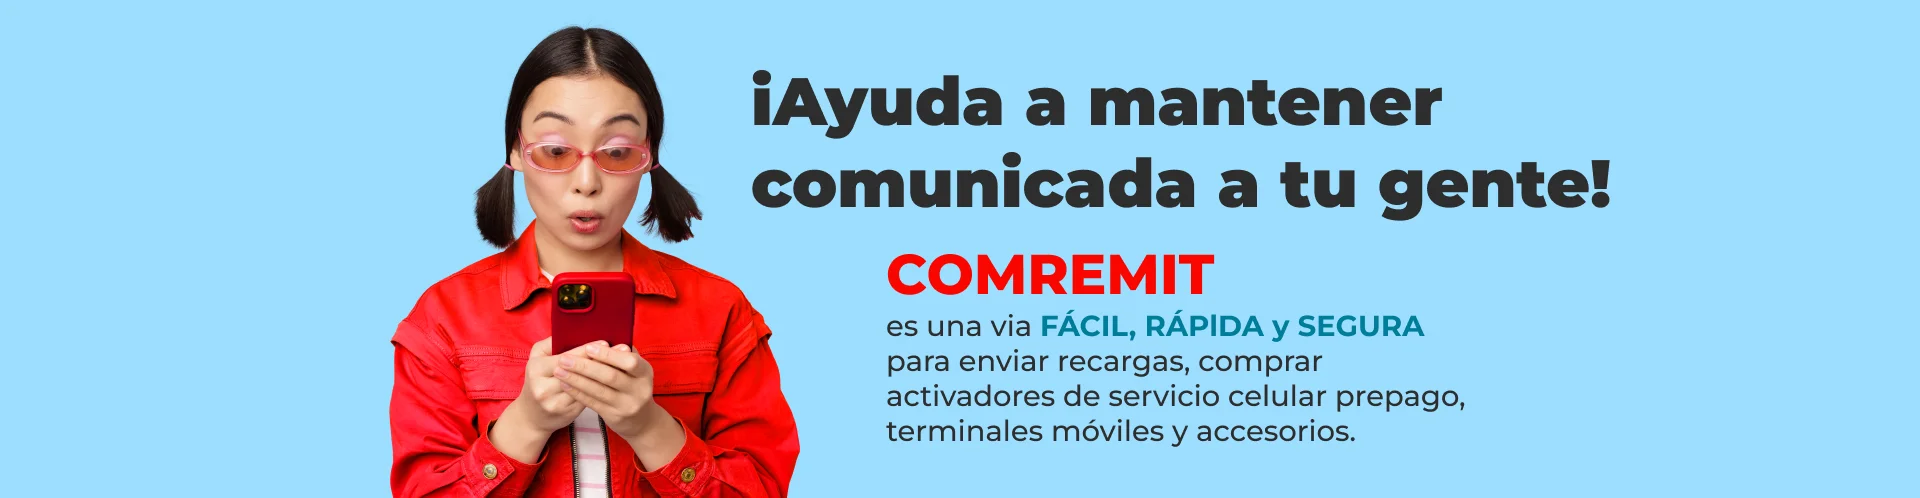 ¡Ayuda a mantener
comunicada a tu gente!
COMREMIT
es una via FÁCIL, RÁPIDA y SEGURA
para enviar recargas, comprar
activadores de servicio celular prepago,
terminales móviles y accesorios.